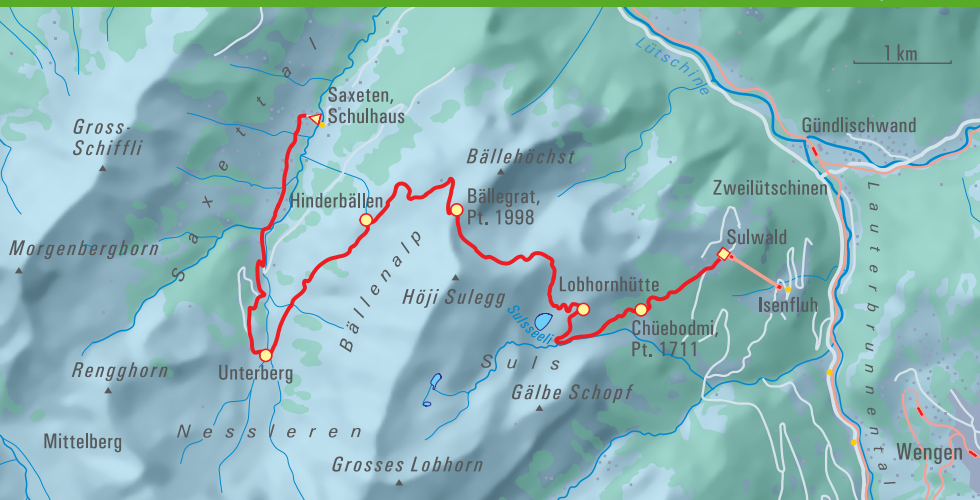 Lütschine
1 km
Saxettal
Saxeten,
Schulhaus
Gross-
Schiffli
Gündlischwand
Bällehöchst
Zweilütschinen
Hinderbällen
Bällegrat,
Pt. 1998
Lauterbrunnental
Morgenberghorn
Sulwald
Bällenalp
Höji Sulegg
Lobhornhütte
Isenfluh
Sulsseeli
Chüebodmi,
Pt. 1711
Rengghorn
Unterberg
Suls
Gälbe Schopf
Mittelberg
Nessleren
Wengen
Grosses Lobhorn